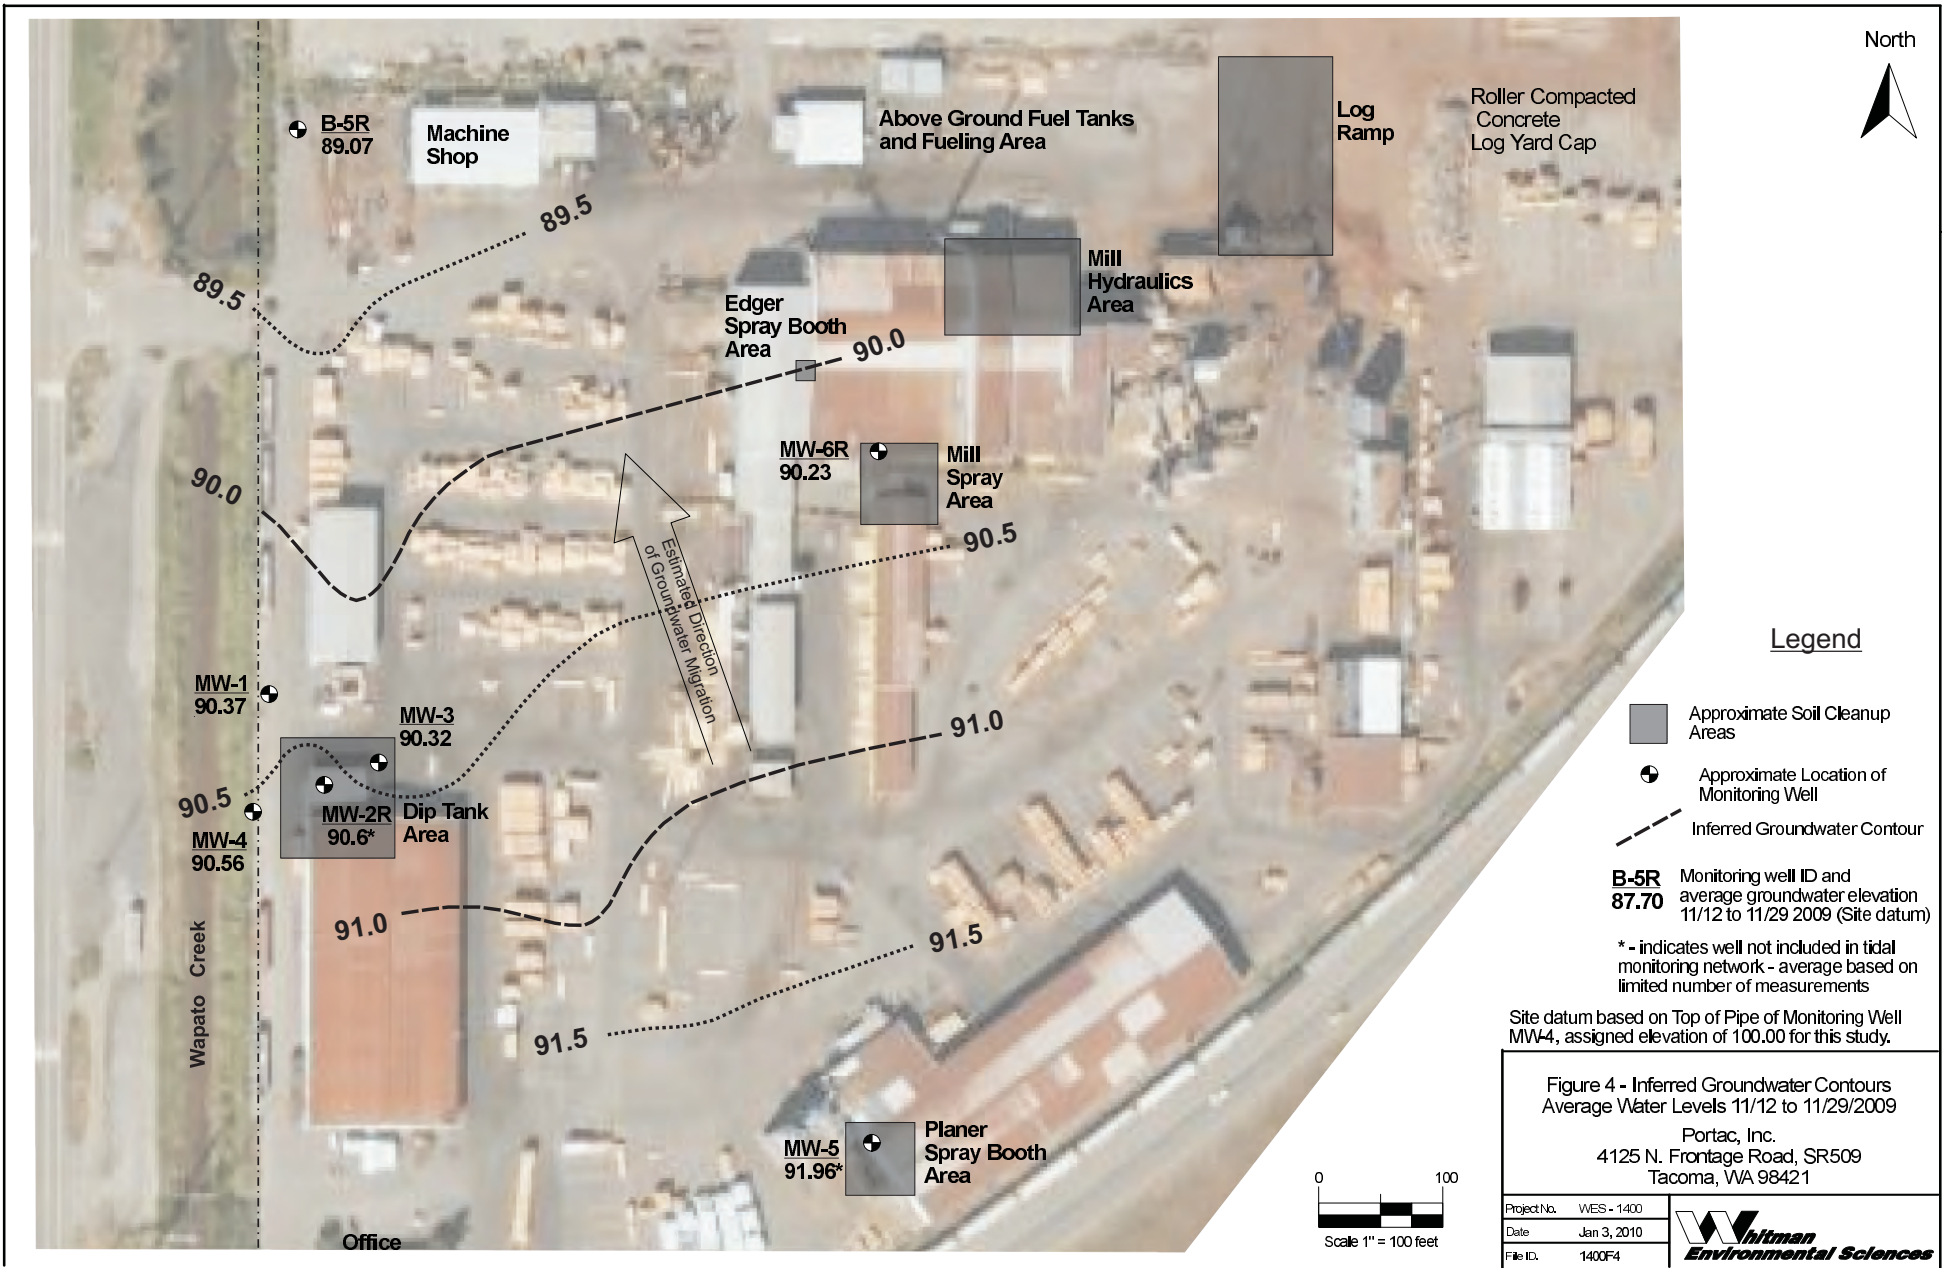 North
B-5R
89.07
Machine
Shop
Above Ground Fuel Tanks
and Fueling Area
Log
Ramp
Roller Compacted
Concrete
Log Yard Cap
89.5
89.5
Mill
Hydraulics
Area
Edger
Spray Booth
Area
90.0
MW-6R
90.23
Mill
Spray
Area
90.0
90.5
Estimated Direction
of Groundwater Migration
MW-1
90.37
MW-3
90.32
91.0
90.5
MW-2R
90.6*
Dip Tank
Area
MW-4
90.56
91.0
91.5
91.5
Wapato Creek
MW-5
91.96*
Planer
Spray Booth
Area
Office
Legend
Approximate Soil Cleanup
Areas
Approximate Location of
Monitoring Well
Inferred Groundwater Contour
B-5R
87.70
Monitoring well ID and
average groundwater elevation
11/12 to 11/29 2009 (Site datum)
* - indicates well not included in tidal
monitoring network - average based on
limited number of measurements
Site datum based on Top of Pipe of Monitoring Well
MW-4, assigned elevation of 100.00 for this study.
0 100
Scale 1" = 100 feet
Figure 4 - Inferred Groundwater Contours
Average Water Levels 11/12 to 11/29/2009
Portac, Inc.
4125 N. Frontage Road, SR509
Tacoma, WA 98421
Project No. WES - 1400
Date Jan 3, 2010
File ID. 1400F4
Whitman
Environmental Sciences